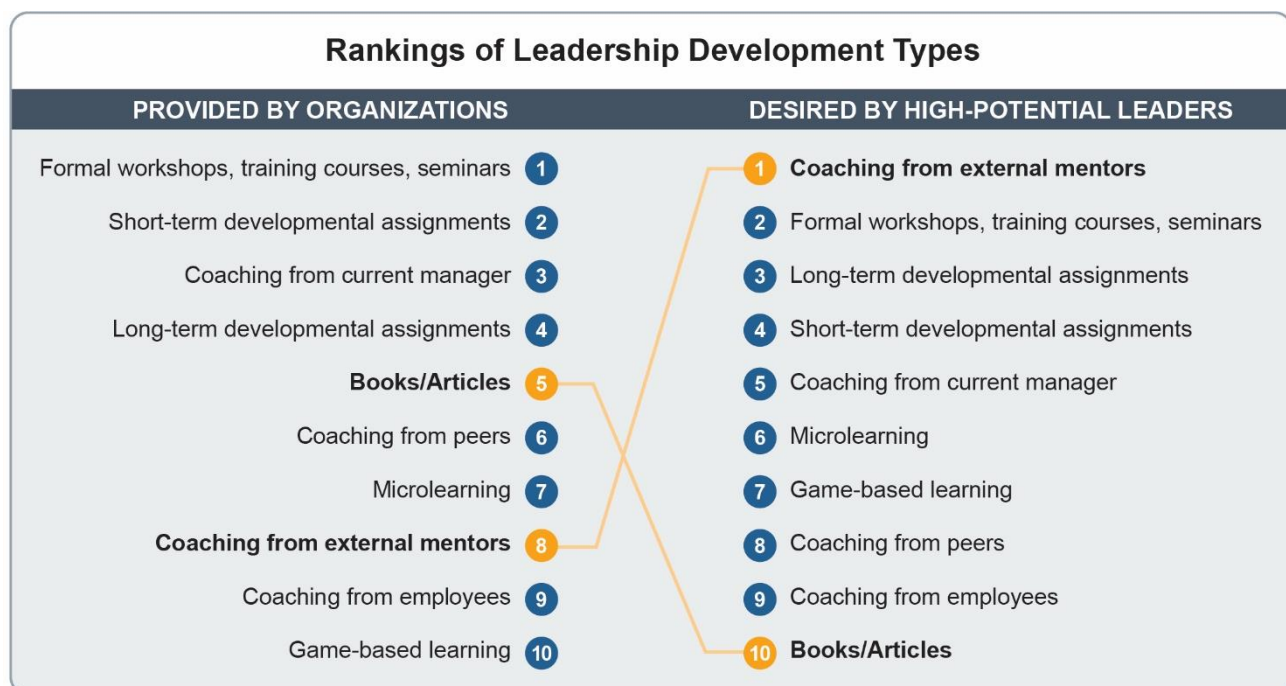 Rankings of Leadership Development Types
PROVIDED BY ORGANIZATIONS
Formal workshops, training courses, seminars 1
Short-term developmental assignments 2
Coaching from current manager 3
Long-term developmental assignments 4
Books/Articles 5
Coaching from peers 6
Microlearning 7
Coaching from external mentors 8
Coaching from employees 9
Game-based learning 10
DESIRED BY HIGH-POTENTIAL LEADERS
1 Coaching from external mentors
2 Formal workshops, training courses, seminars
3 Long-term developmental assignments
4 Short-term developmental assignments
5 Coaching from current manager
6 Microlearning
7 Game-based learning
8 Coaching from peers
9 Coaching from employees
10 Books/Articles